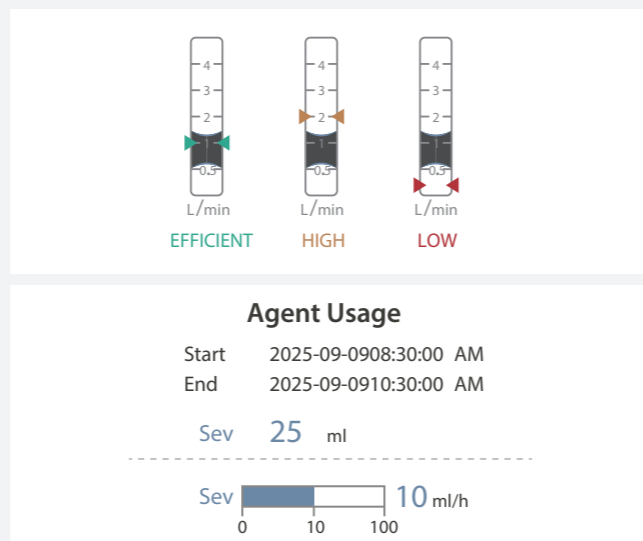 4 4 4
3 3 3
2 2 2
1 1 1
0.5 0.5 0.5
L/min L/min L/min
EFFICIENT HIGH LOW
Agent Usage
Start 2025-09-0908:30:00 AM
End 2025-09-0910:30:00 AM
Sev 25 ml
Sev 10 ml/h
0 10 100